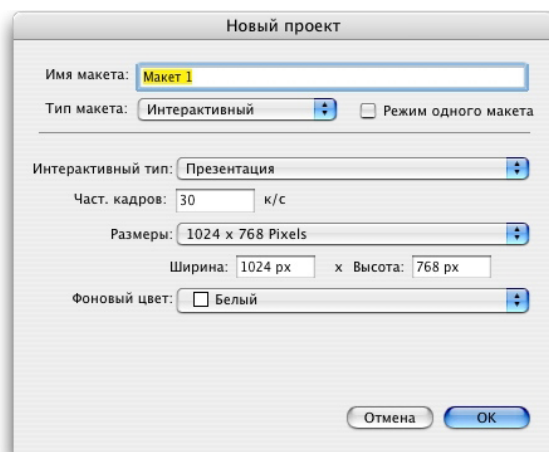 Новый проект
Имя макета: Макет 1
Тип макета: Интерактивный Режим одного макета
Интерактивный тип: Презентация
Част. кадров: 30 к/с
Размеры: 1024 x 768 Pixels
Ширина: 1024 px x Высота: 768 px
Фоновый цвет: Белый
Отмена OK